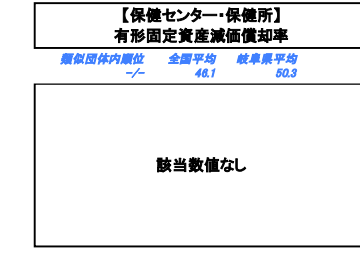 【保健センター・保健所】
有形固定資産減価償却率
類似団体内順位 全国平均 岐阜県平均
-/- 46.1 50.3
該当数値なし